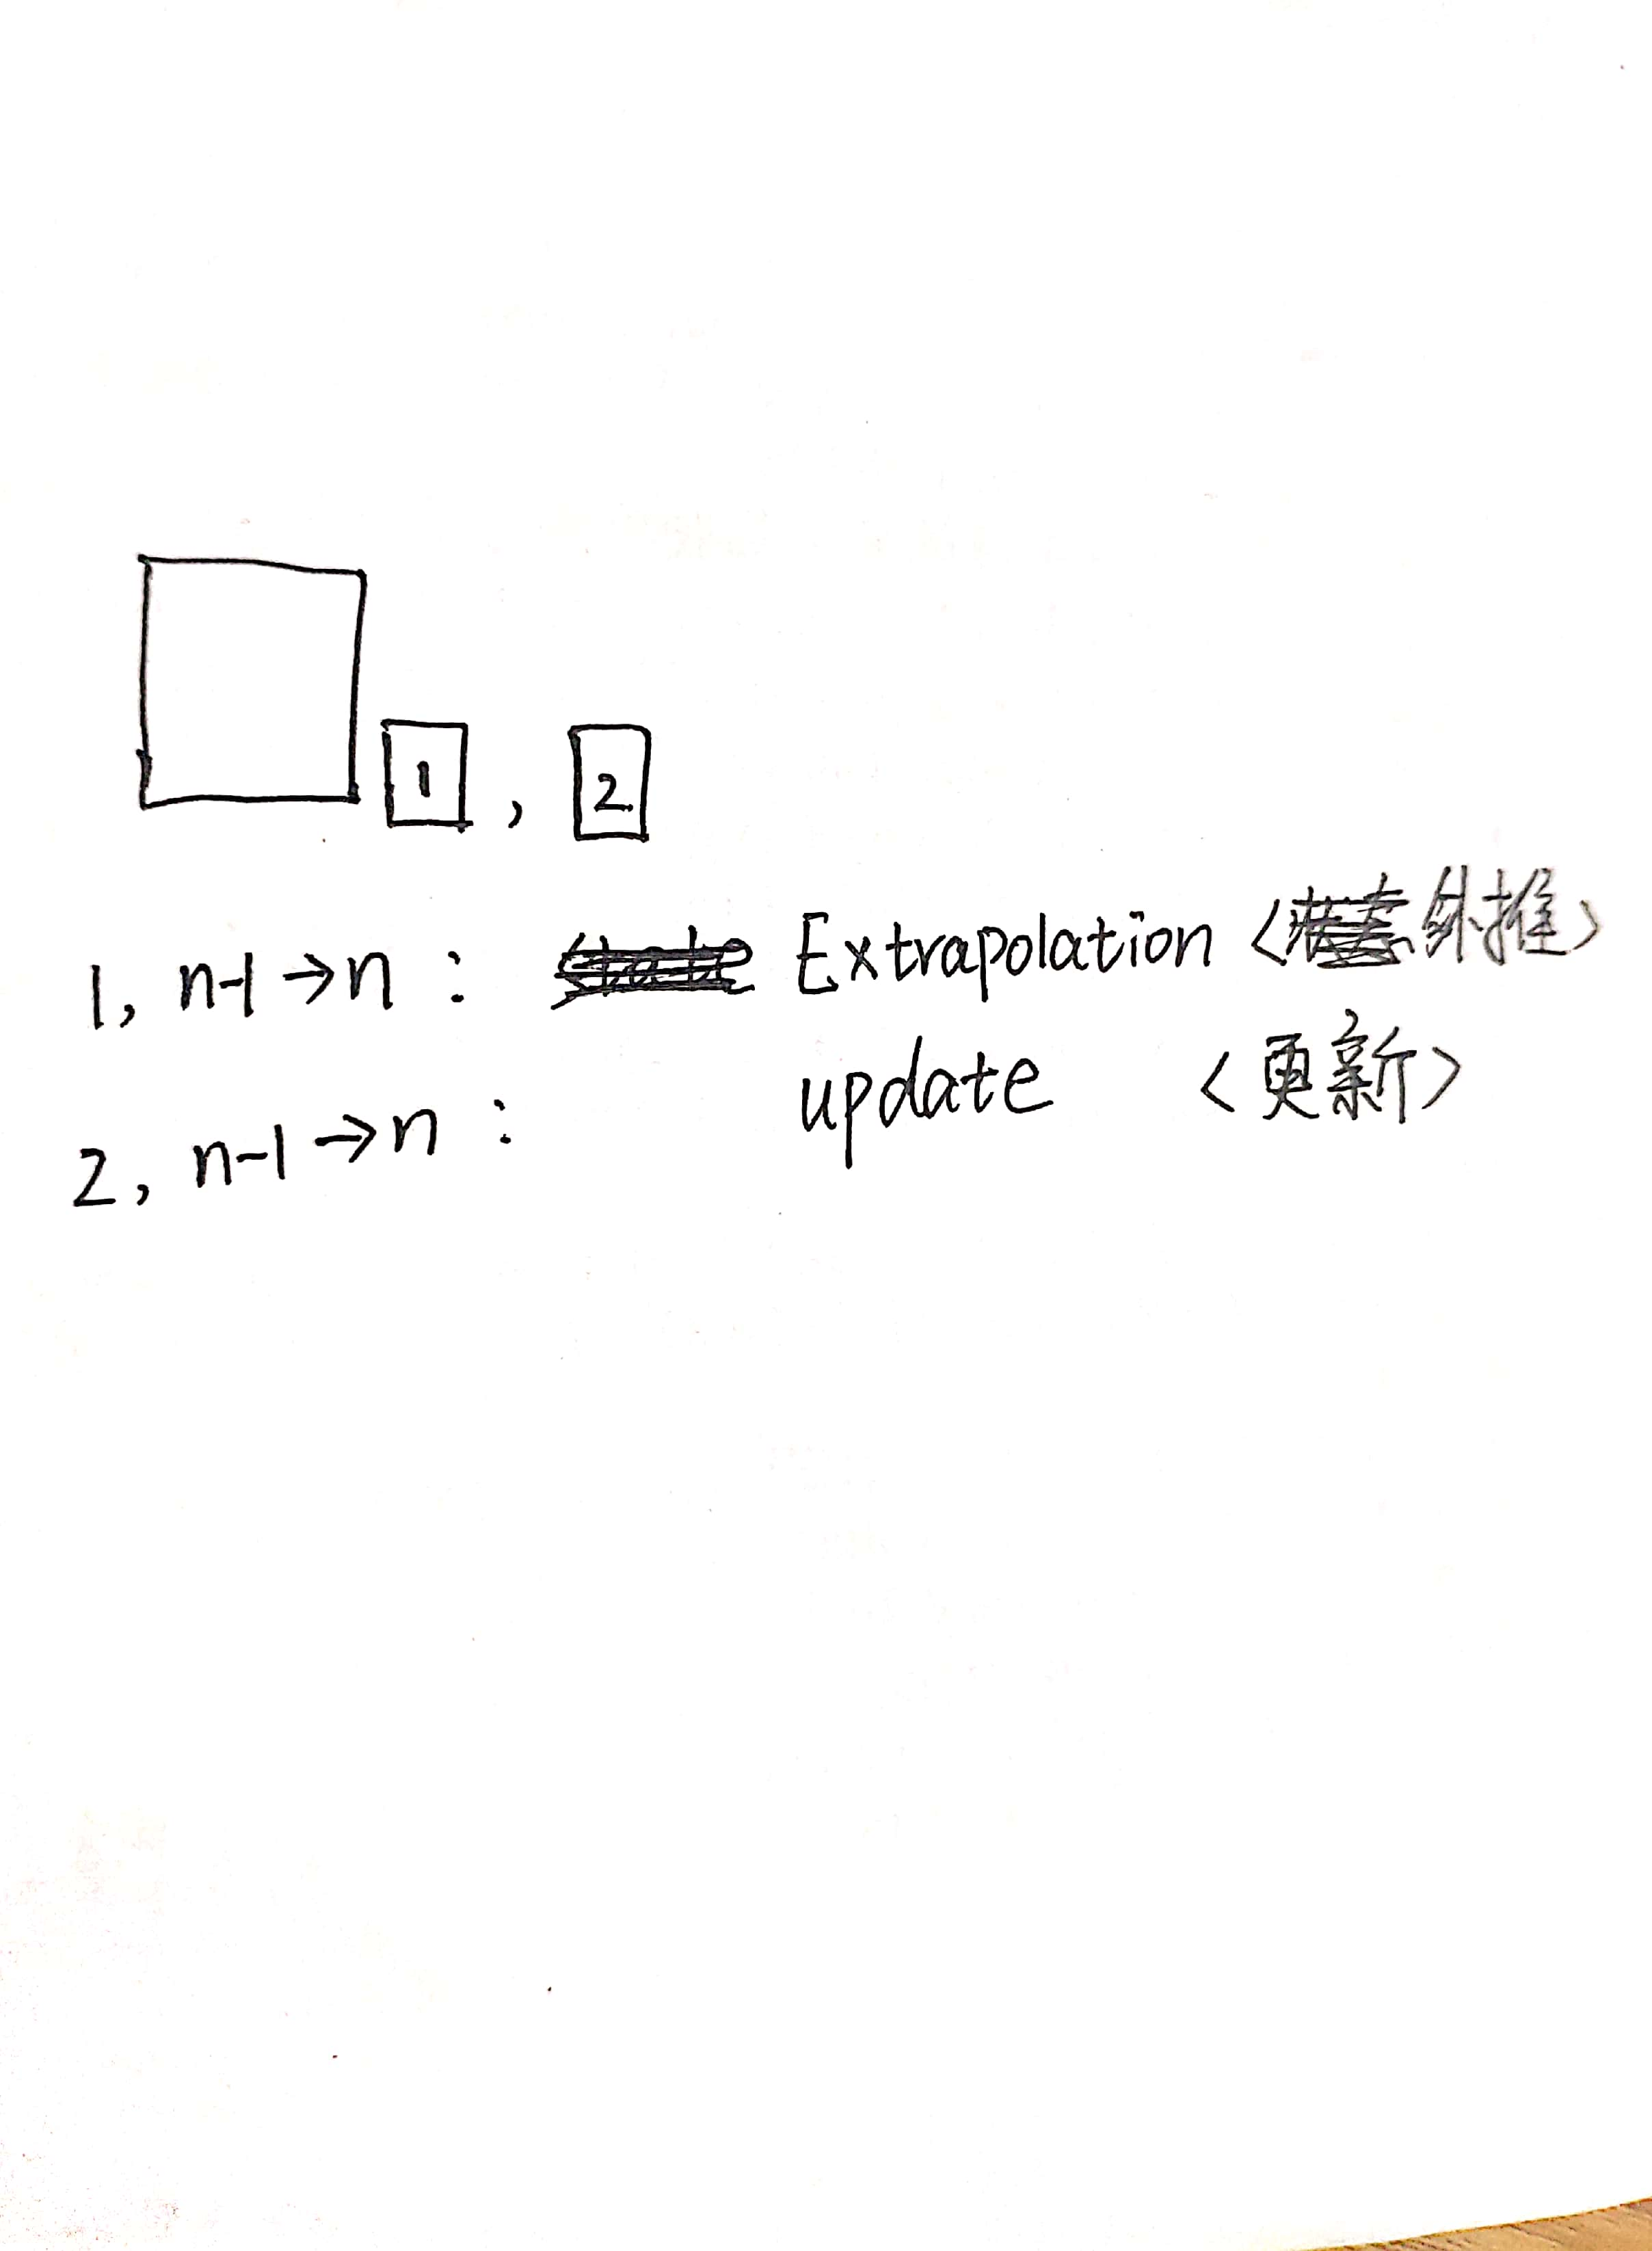 1 , 2
1, n-1→n : Extrapolation <外推>
2, n-1→n : update <更新>